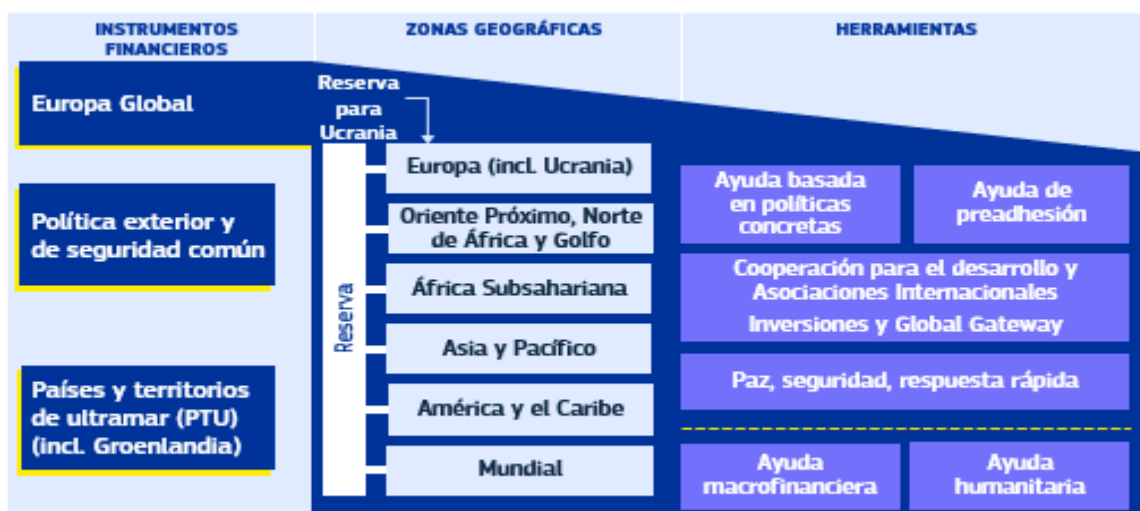 INSTRUMENTOS
FINANCIEROS
Europa Global
Política exterior y
de seguridad común
Países y territorios
de ultramar (PTU)
(incl. Groenlandia)
ZONAS GEOGRÁFICAS
Reserva
para
Ucrania
Reserva
Europa (incl. Ucrania)
Oriente Próximo, Norte
de África y Golfo
África Subsahariana
Asia y Pacífico
América y el Caribe
Mundial
HERRAMIENTAS
Ayuda basada
en políticas
concretas
Ayuda de
preadhesión
Cooperación para el desarrollo y
Asociaciones Internacionales
Inversiones y Global Gateway
Paz, seguridad, respuesta rápida
Ayuda
macrofinanciera
Ayuda
humanitaria